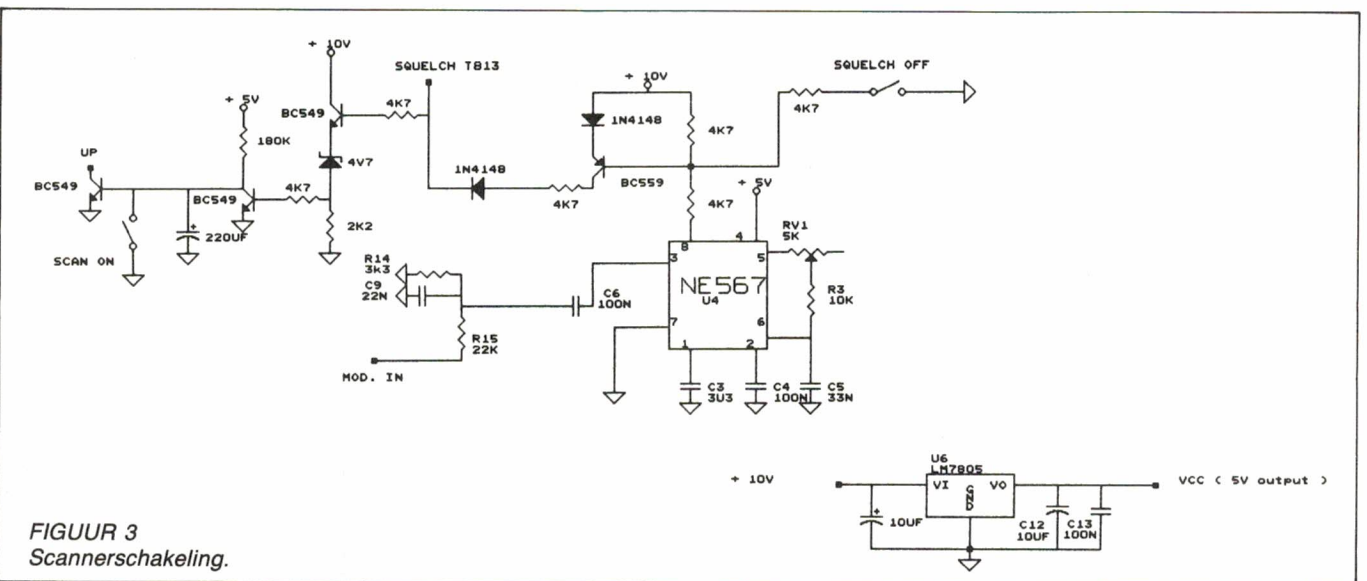 + 10V
SQUELCH T813
+ 10V
SQUELCH OFF
+ 5V
BC549
4K7
1N4148
4K7
4K7
180K
UP
4V7
1N4148
BC559
+ 5V
BC549
BC549
4K7
4K7
4K7
220UF
2K2
RV1
5K
SCAN ON
R14
3k3
C9
22N
C6
100N
8
4
3
5
NE567
U4
R3
10K
7
6
R15
22K
1
2
MOD. IN
C3
3U3
C4
100N
C5
33N
U6
LM7805
+ 10V
VI
GND
VO
VCC ( 5V output )
10UF
C12
10UF
C13
100N
FIGUUR 3
Scannerschakeling.